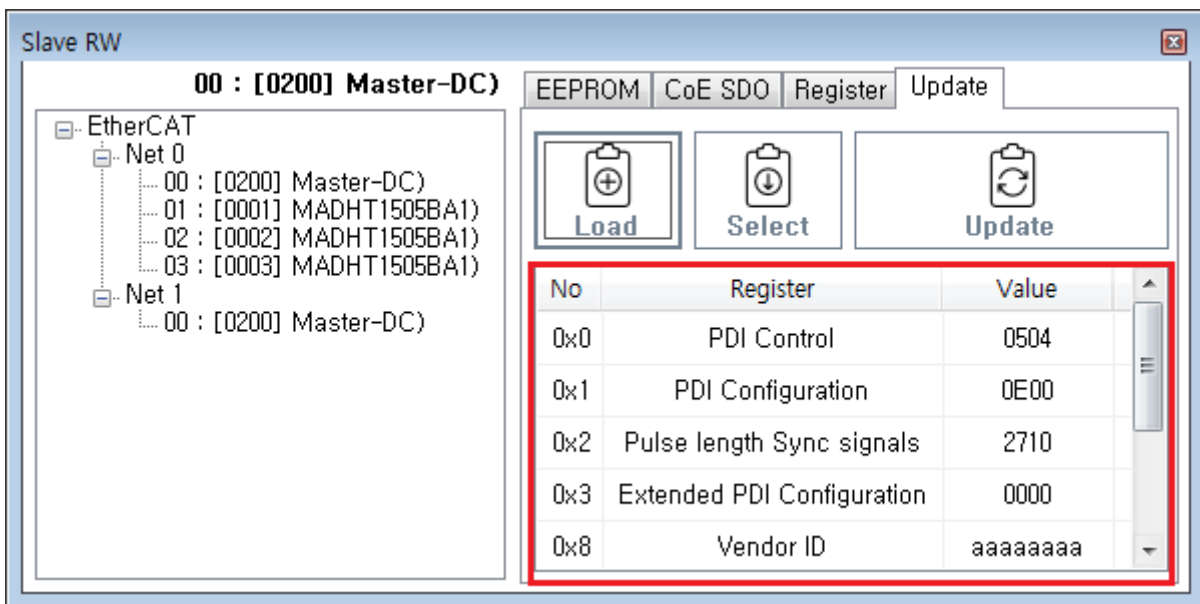 Slave RW
00 : [0200] Master-DC)
EtherCAT
Net 0
00 : [0200] Master-DC)
01 : [0001] MADHT1505BA1)
02 : [0002] MADHT1505BA1)
03 : [0003] MADHT1505BA1)
Net 1
00 : [0200] Master-DC)
EEPROM CoE SDO Register Update
Load Select Update
No Register Value
0x0 PDI Control 0504
0x1 PDI Configuration 0E00
0x2 Pulse length Sync signals 2710
0x3 Extended PDI Configuration 0000
0x8 Vendor ID aaaaaaaa